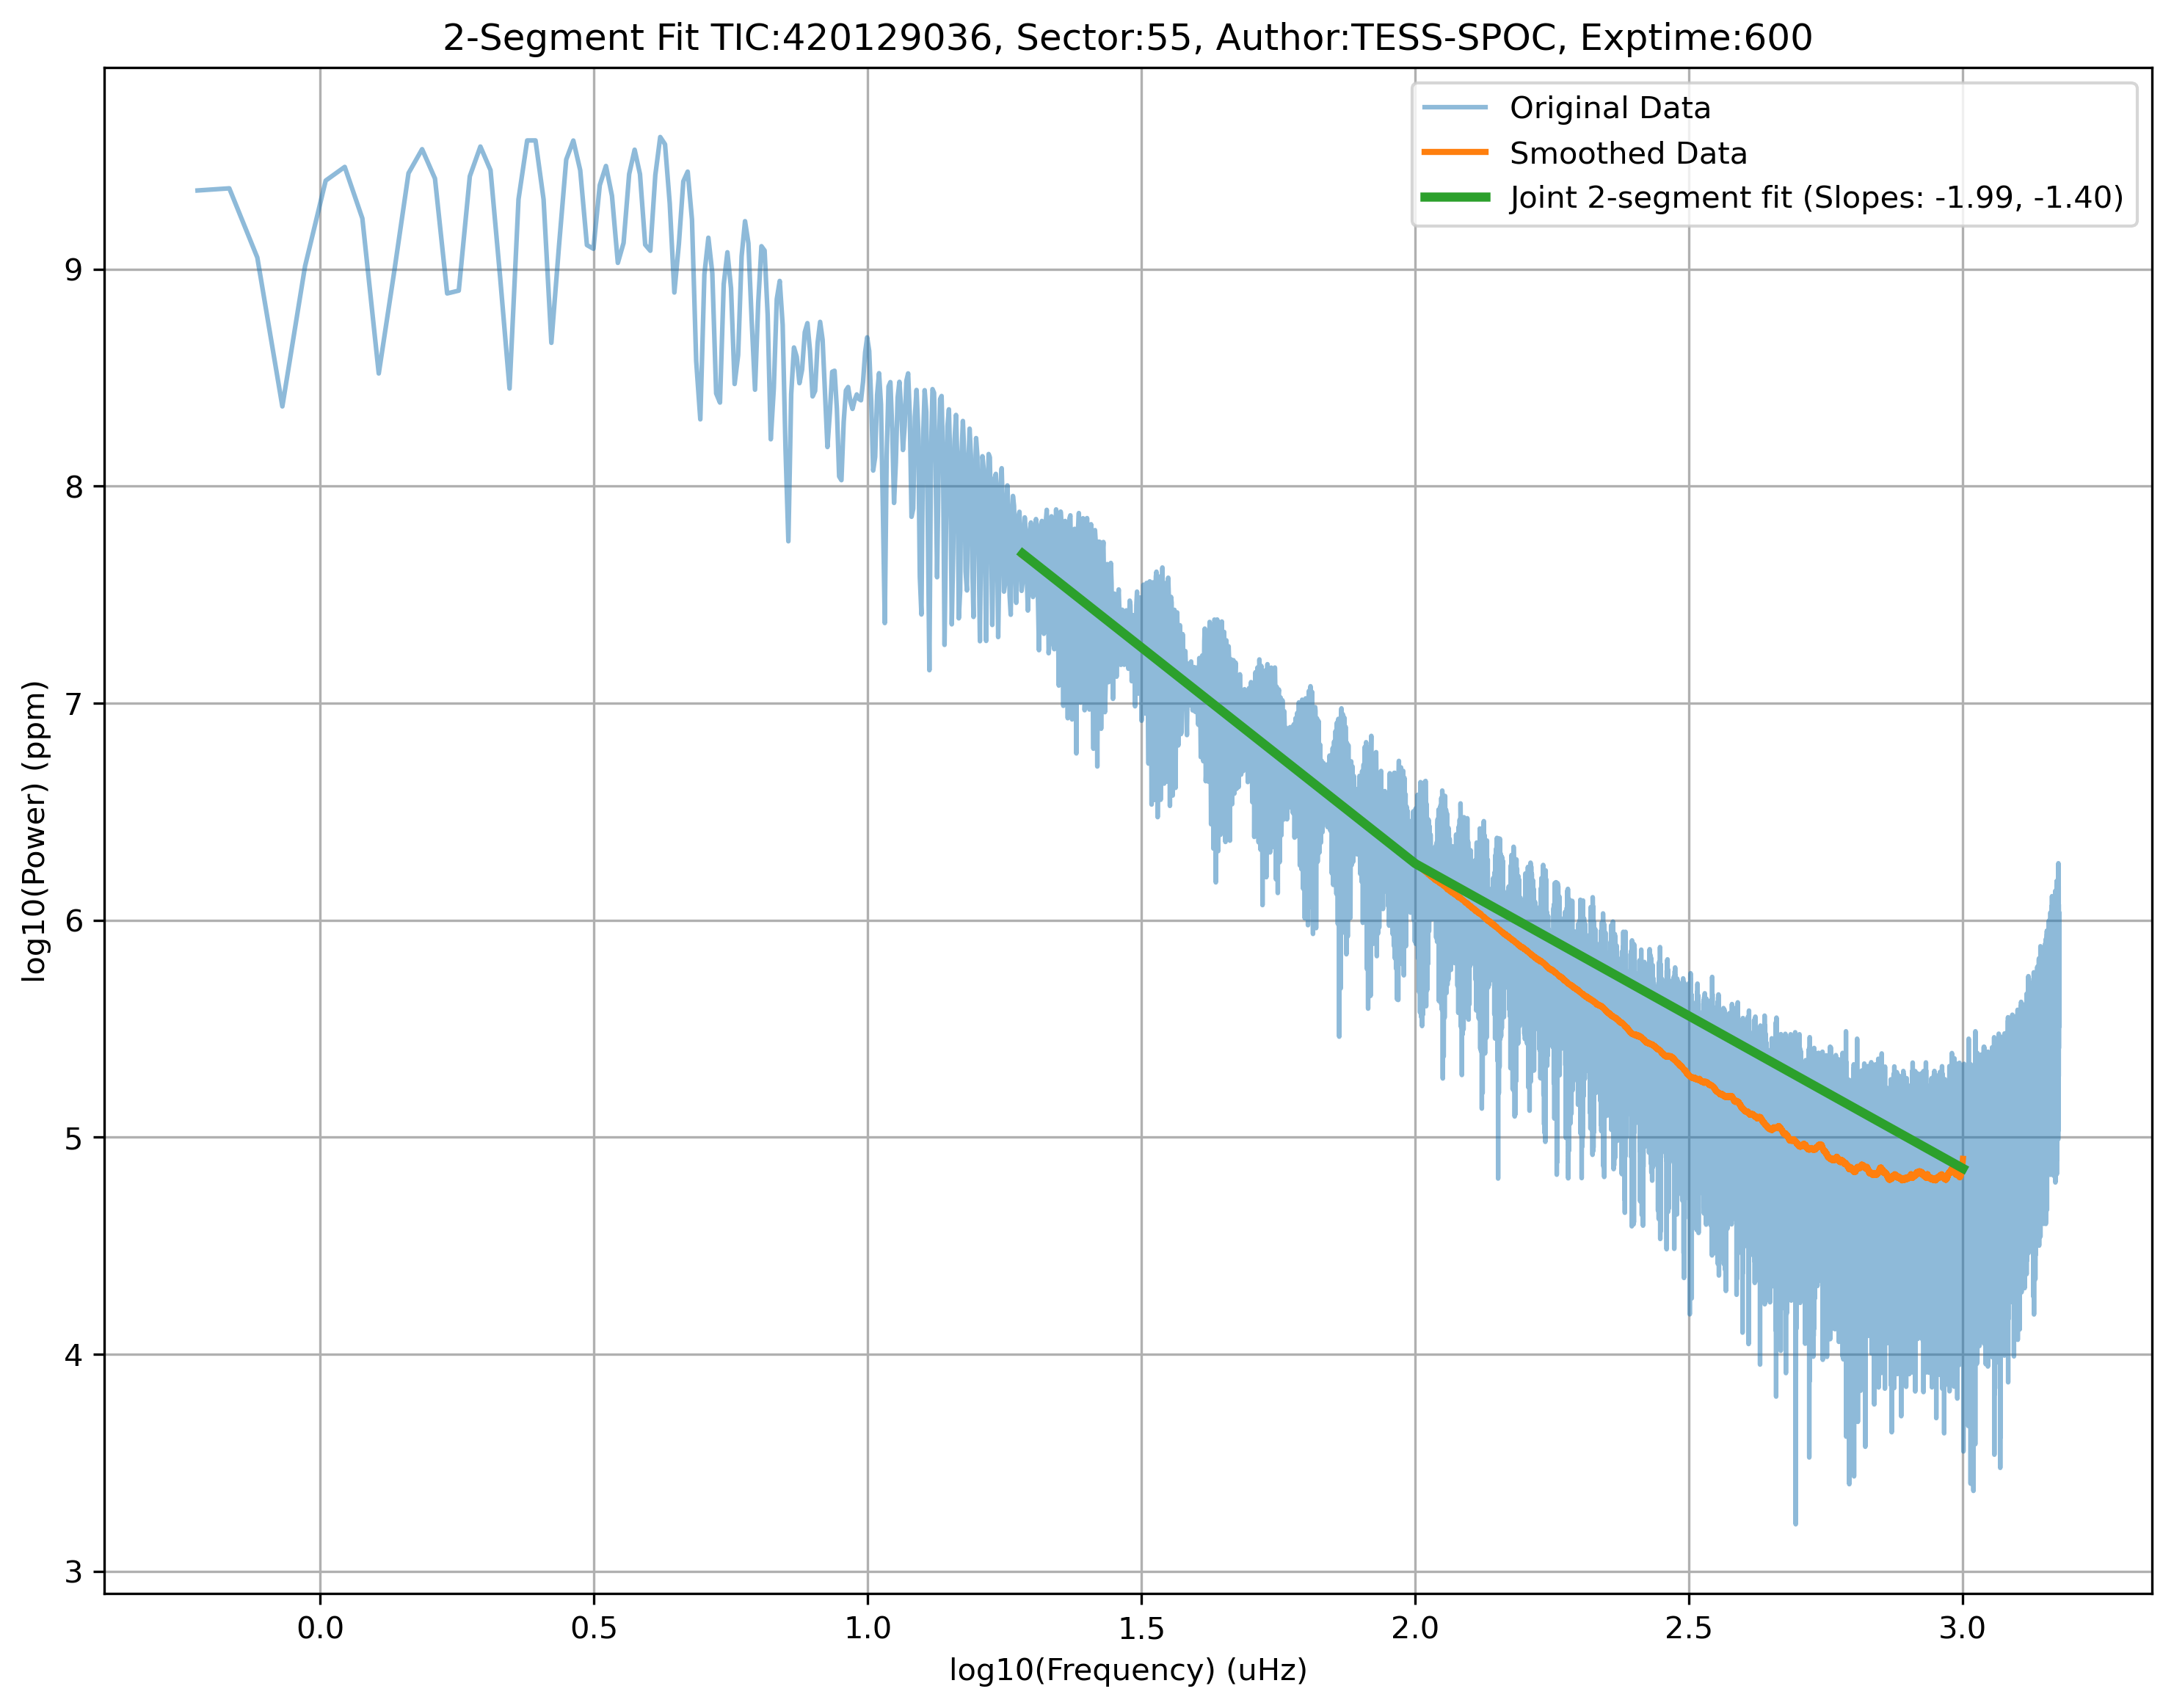 2-Segment Fit TIC:420129036, Sector:55, Author:TESS-SPOC, Exptime:600
Original Data
Smoothed Data
Joint 2-segment fit (Slopes: -1.99, -1.40)
log10(Power) (ppm)
9
8
7
6
5
4
3
0.0 0.5 1.0 1.5 2.0 2.5 3.0
log10(Frequency) (uHz)